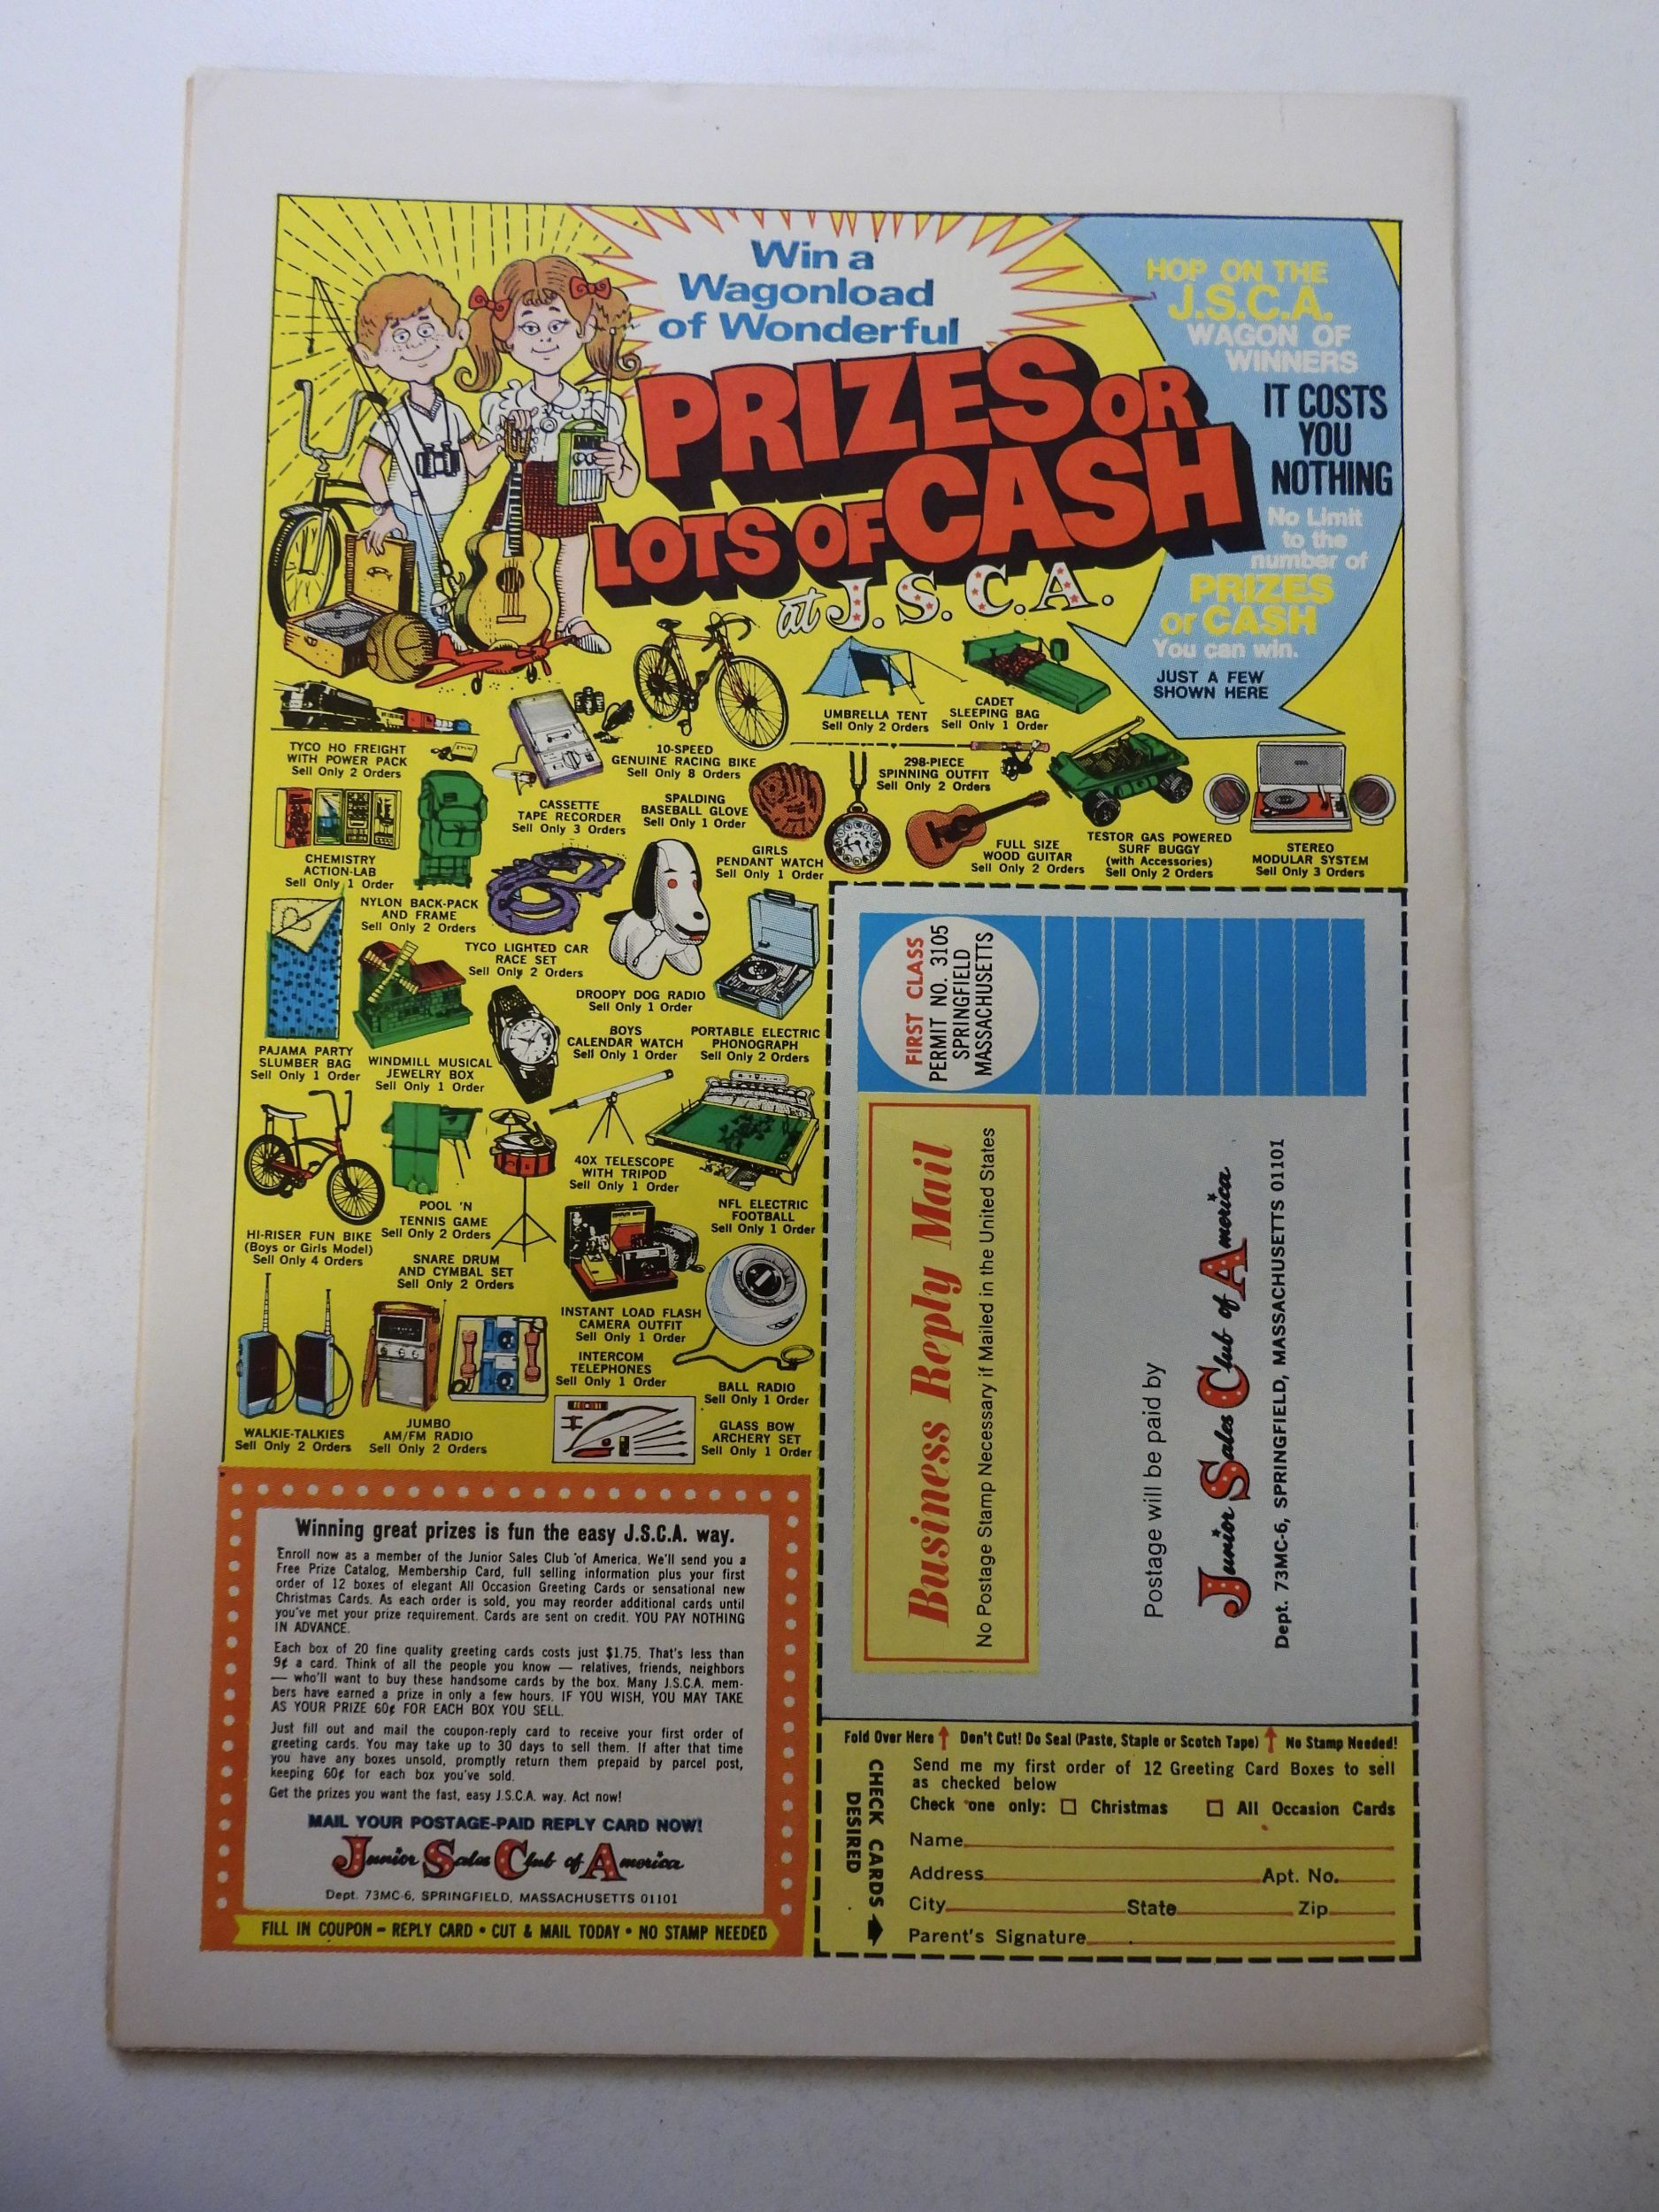 Win a
Wagonload
of Wonderful
PRIZES OR
LOTS OF CASH
at J.S.C.A.
HOP ON THE
J.S.C.A.
WAGON OF
WINNERS
IT COSTS
YOU
NOTHING
No Limit
to the
number of
PRIZES
or CASH
You can win.
JUST A FEW
SHOWN HERE
TYCO HO FREIGHT
WITH POWER PACK
Sell Only 2 Orders
CASSETTE
TAPE RECORDER
Sell Only 3 Orders
10-SPEED
GENUINE RACING BIKE
Sell Only 8 Orders
UMBRELLA TENT
Sell Only 2 Orders
CADET
SLEEPING BAG
Sell Only 1 Order
SPALDING
BASEBALL GLOVE
Sell Only 1 Order
298-PIECE
SPINNING OUTFIT
Sell Only 2 Orders
GIRLS
PENDANT WATCH
Sell Only 1 Order
FULL SIZE
WOOD GUITAR
Sell Only 2 Orders
TESTOR GAS POWERED
SURF BUGGY
(with Accessories)
Sell Only 2 Orders
STEREO
MODULAR SYSTEM
Sell Only 3 Orders
CHEMISTRY
ACTION-LAB
Sell Only 1 Order
NYLON BACK-PACK
AND FRAME
Sell Only 2 Orders
TYCO LIGHTED CAR
RACE SET
Sell Only 2 Orders
DROOPY DOG RADIO
Sell Only 1 Order
PAJAMA PARTY
SLUMBER BAG
Sell Only 1 Order
WINDMILL MUSICAL
JEWELRY BOX
Sell Only 1 Order
BOYS
CALENDAR WATCH
Sell Only 1 Order
PORTABLE ELECTRIC
PHONOGRAPH
Sell Only 2 Orders
HI-RISER FUN BIKE
(Boys or Girls Model)
Sell Only 4 Orders
POOL 'N
TENNIS GAME
Sell Only 2 Orders
SNARE DRUM
AND CYMBAL SET
Sell Only 2 Orders
40X TELESCOPE
WITH TRIPOD
Sell Only 1 Order
NFL ELECTRIC
FOOTBALL
Sell Only 1 Order
INSTANT LOAD FLASH
CAMERA OUTFIT
Sell Only 1 Order
INTERCOM
TELEPHONES
Sell Only 1 Order
BALL RADIO
Sell Only 1 Order
WALKIE-TALKIES
Sell Only 2 Orders
JUMBO
AM/FM RADIO
Sell Only 2 Orders
GLASS BOW
ARCHERY SET
Sell Only 1 Order
Winning great prizes is fun the easy J.S.C.A. way.
Enroll now as a member of the Junior Sales Club of America. We'll send you a
Free Prize Catalog, Membership Card, full selling information plus your first
order of 12 boxes of elegant All Occasion Greeting Cards or sensational new
Christmas Cards. As each order is sold, you may reorder additional cards until
you've met your prize requirement. Cards are sent on credit. YOU PAY NOTHING
IN ADVANCE.
Each box of 20 fine quality greeting cards costs just $1.75. That's less than
9¢ a card. Think of all the people you know — relatives, friends, neighbors
— who'll want to buy these handsome cards by the box. Many J.S.C.A. mem-
bers have earned a prize in only a few hours. IF YOU WISH, YOU MAY TAKE
AS YOUR PRIZE 60¢ FOR EACH BOX YOU SELL.
Just fill out and mail the coupon-reply card to receive your first order of
greeting cards. You may take up to 30 days to sell them. If after that time
you have any boxes unsold, promptly return them prepaid by parcel post,
keeping 60¢ for each box you've sold.
Get the prizes you want the fast, easy J.S.C.A. way. Act now!
MAIL YOUR POSTAGE-PAID REPLY CARD NOW!
Junior Sales Club of America
Dept. 73MC-6, SPRINGFIELD, MASSACHUSETTS 01101
FILL IN COUPON – REPLY CARD • CUT & MAIL TODAY • NO STAMP NEEDED
FIRST CLASS
PERMIT NO. 3105
SPRINGFIELD
MASSACHUSETTS
Business Reply Mail
No Postage Stamp Necessary if Mailed in the United States
Postage will be paid by
Junior Sales Club of America
Dept. 73MC-6, SPRINGFIELD, MASSACHUSETTS 01101
Fold Over Here Don't Cut! Do Seal (Paste, Staple or Scotch Tape) No Stamp Needed!
CHECK CARDS
DESIRED
Send me my first order of 12 Greeting Card Boxes to sell
as checked below
Check one only: Christmas All Occasion Cards
Name
Address Apt. No.
City State Zip
Parent's Signature